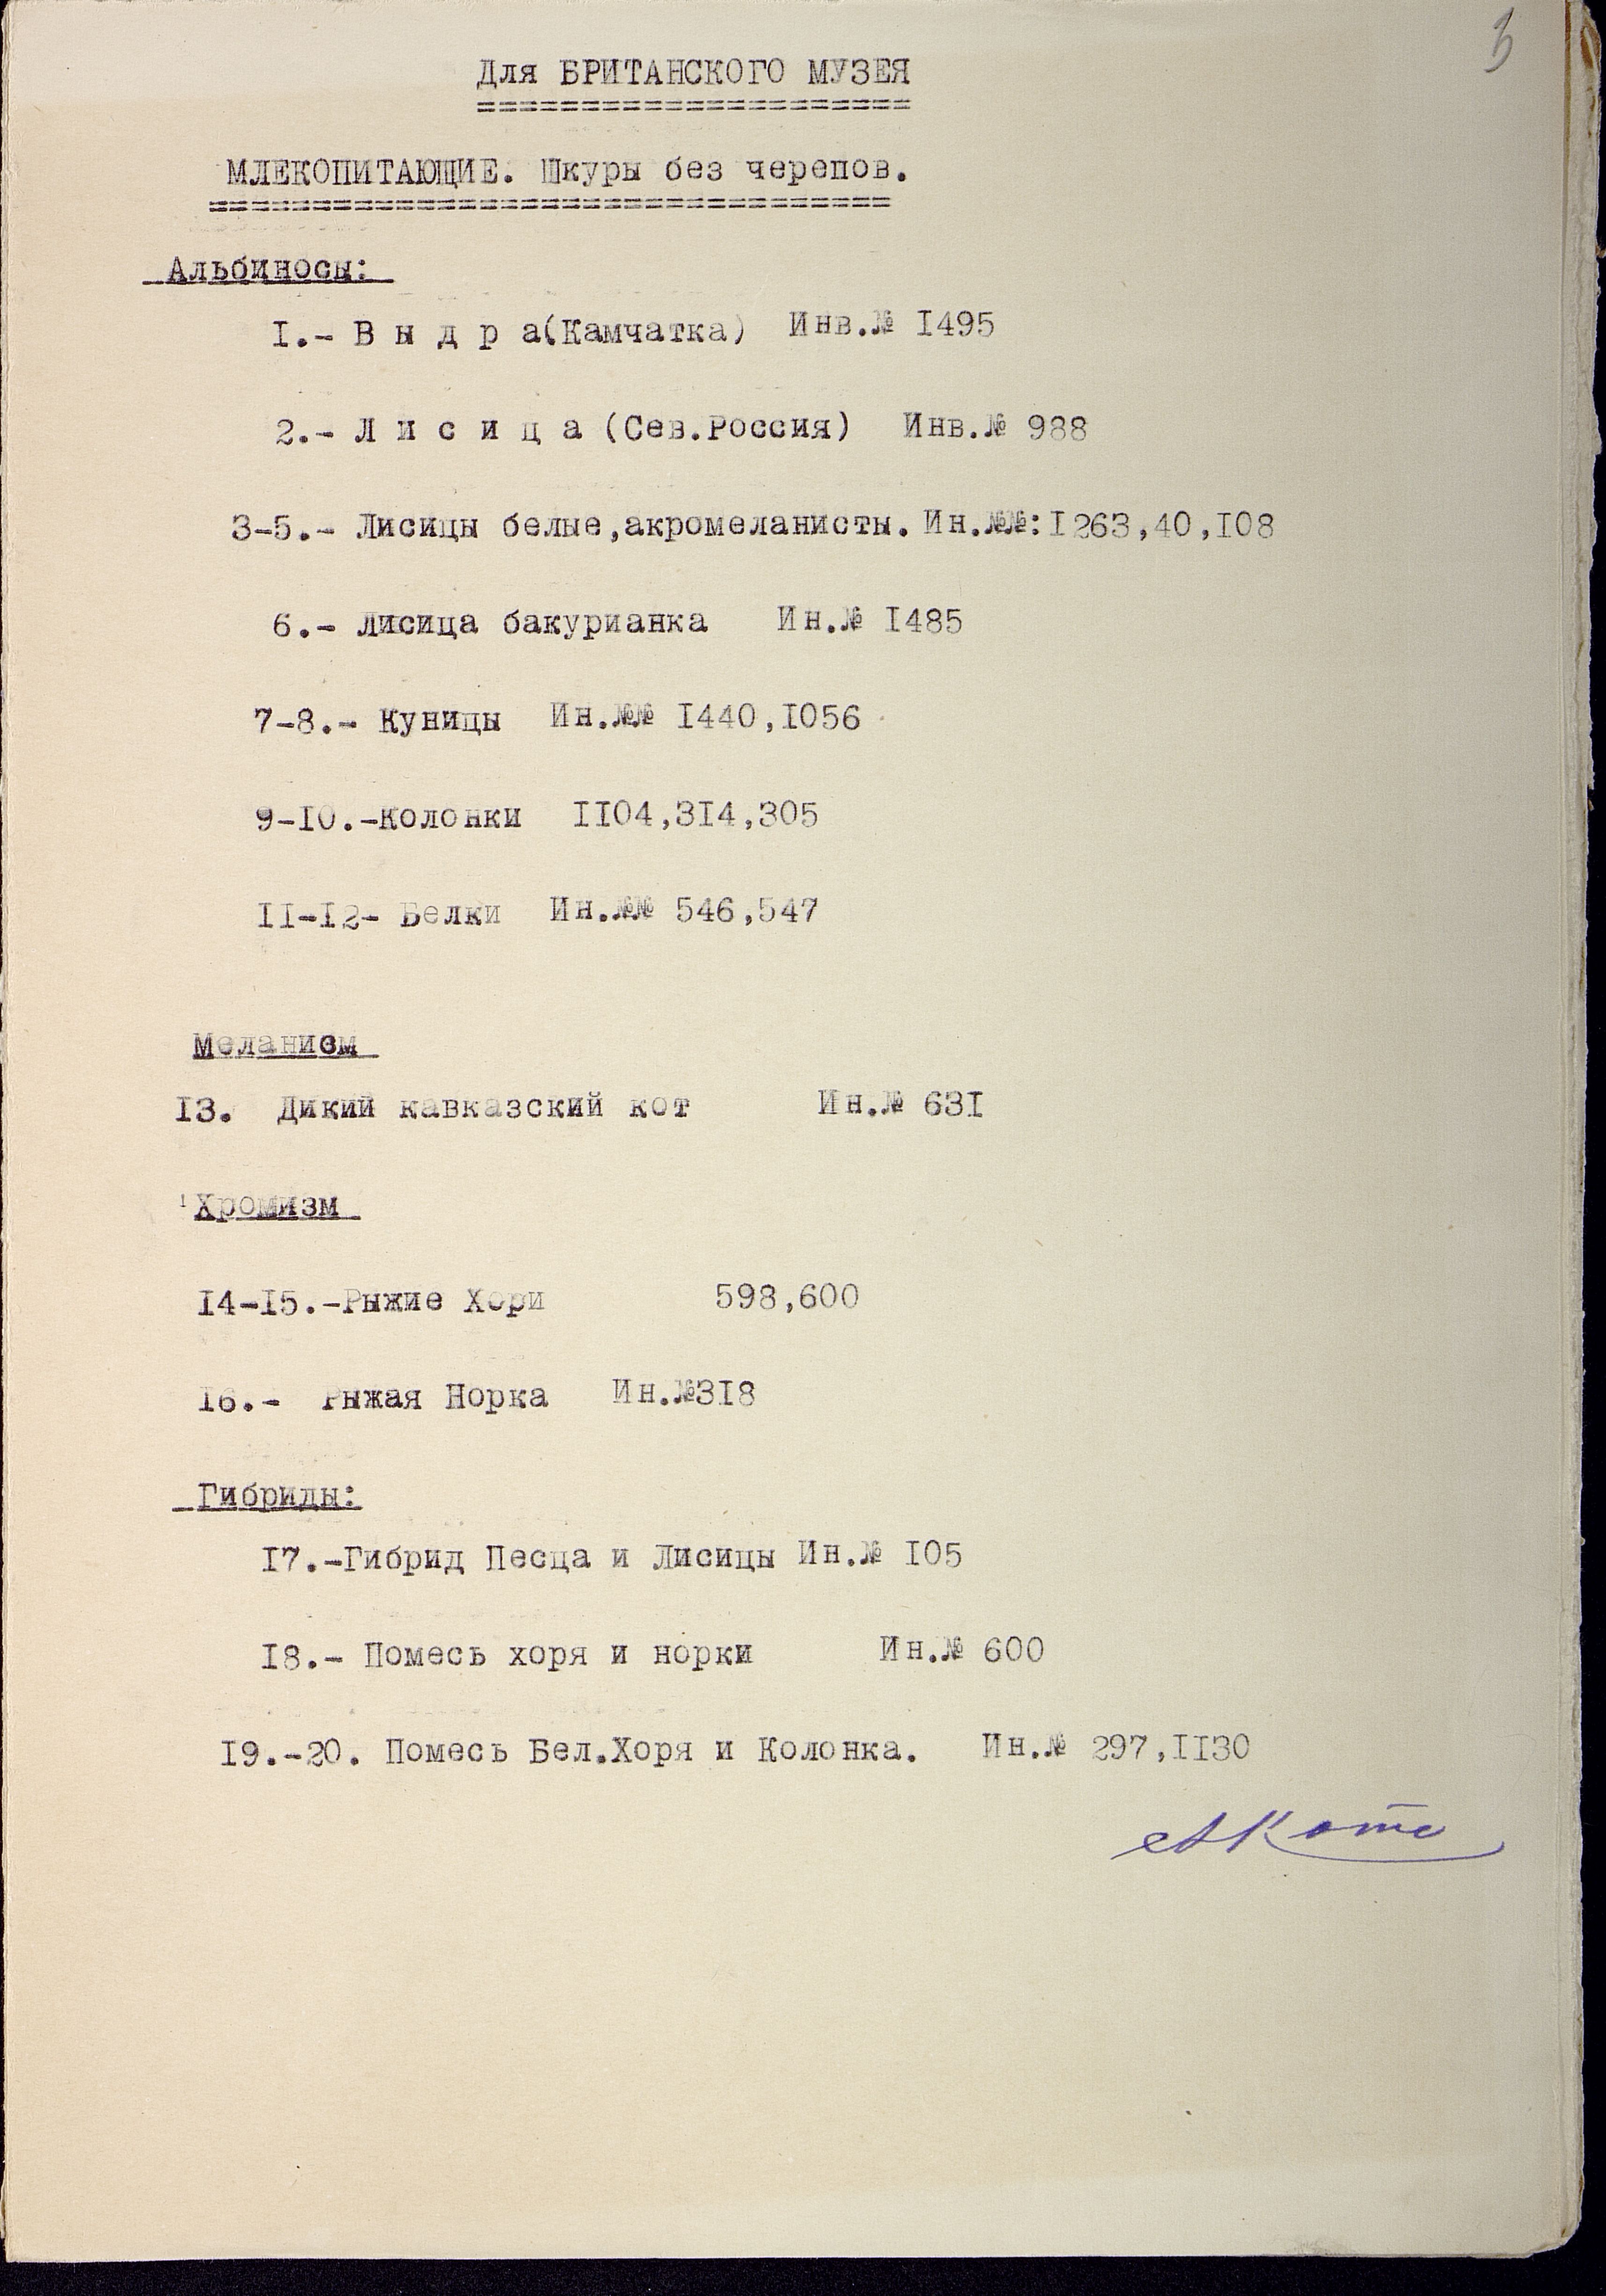 3
Для БРИТАНСКОГО МУЗЕЯ
=====================
МЛЕКОПИТАЮЩИЕ. Шкуры без черепов.
=================================
Альбиносы:
I.- В ы д р а(Камчатка) Инв.№ I495
2.- Л и с и ц а (Сев.Россия) Инв.№ 988
3-5.- Лисицы белые,акромеланисты. Ин.№№:I263,40,I08
6.- Лисица бакурианка Ин.№ I485
7-8.- Куницы Ин.№№ I440,I056
9-I0.-Колонки II04,3I4,305
II-I2- Белки Ин.№№ 546,547
Меланизм
I3. Дикий кавказский кот Ин.№ 63I
Хромизм
I4-I5.-Рыжие Хори 598,600
I6.- Рыжая Норка Ин.№3I8
Гибриды:
I7.-Гибрид Песца и Лисицы Ин.№ I05
I8.- Помесь хоря и норки Ин.№ 600
I9.-20. Помесь Бел.Хоря и Колонка. Ин.№ 297,II30
АКотс